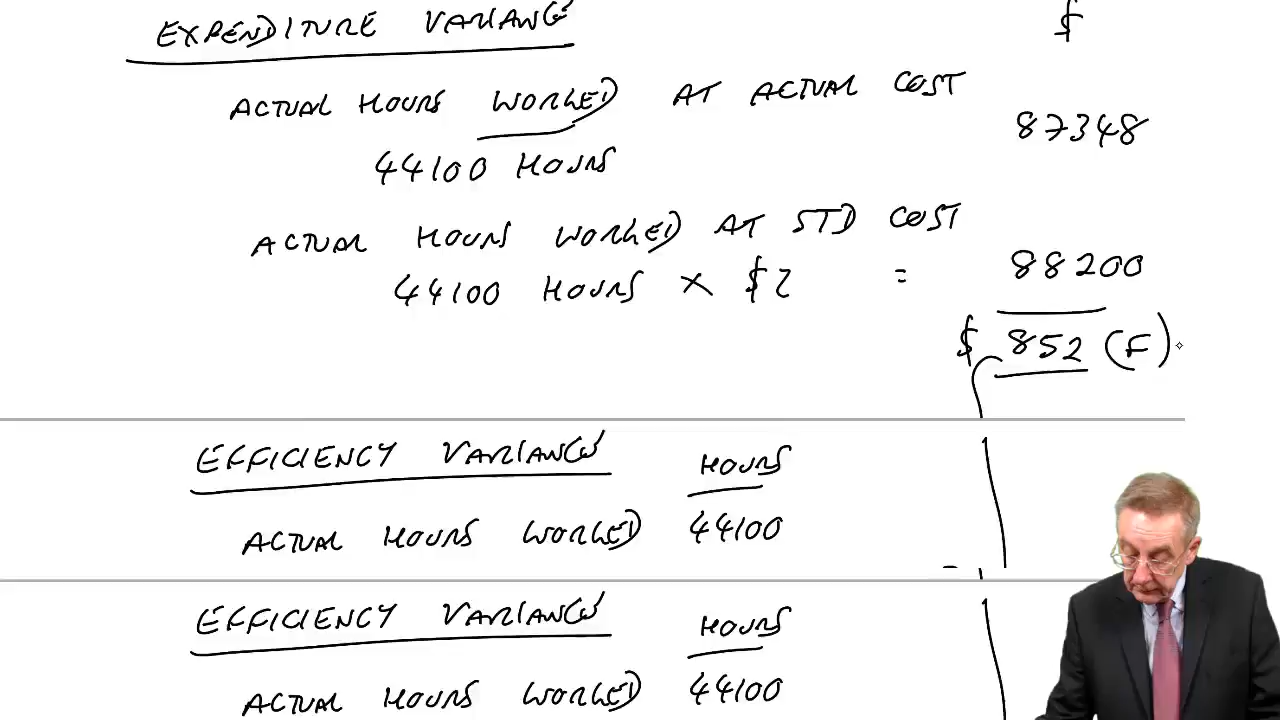 EXPENDITURE VARIANCE $
ACTUAL HOURS WORKED AT ACTUAL COST
87348
44100 HOURS
ACTUAL HOURS WORKED AT STD COST
44100 HOURS × $2 = 88200
$ 852 (F)
EFFICIENCY VARIANCE HOURS
ACTUAL HOURS WORKED 44100
EFFICIENCY VARIANCE HOURS
ACTUAL HOURS WORKED 44100